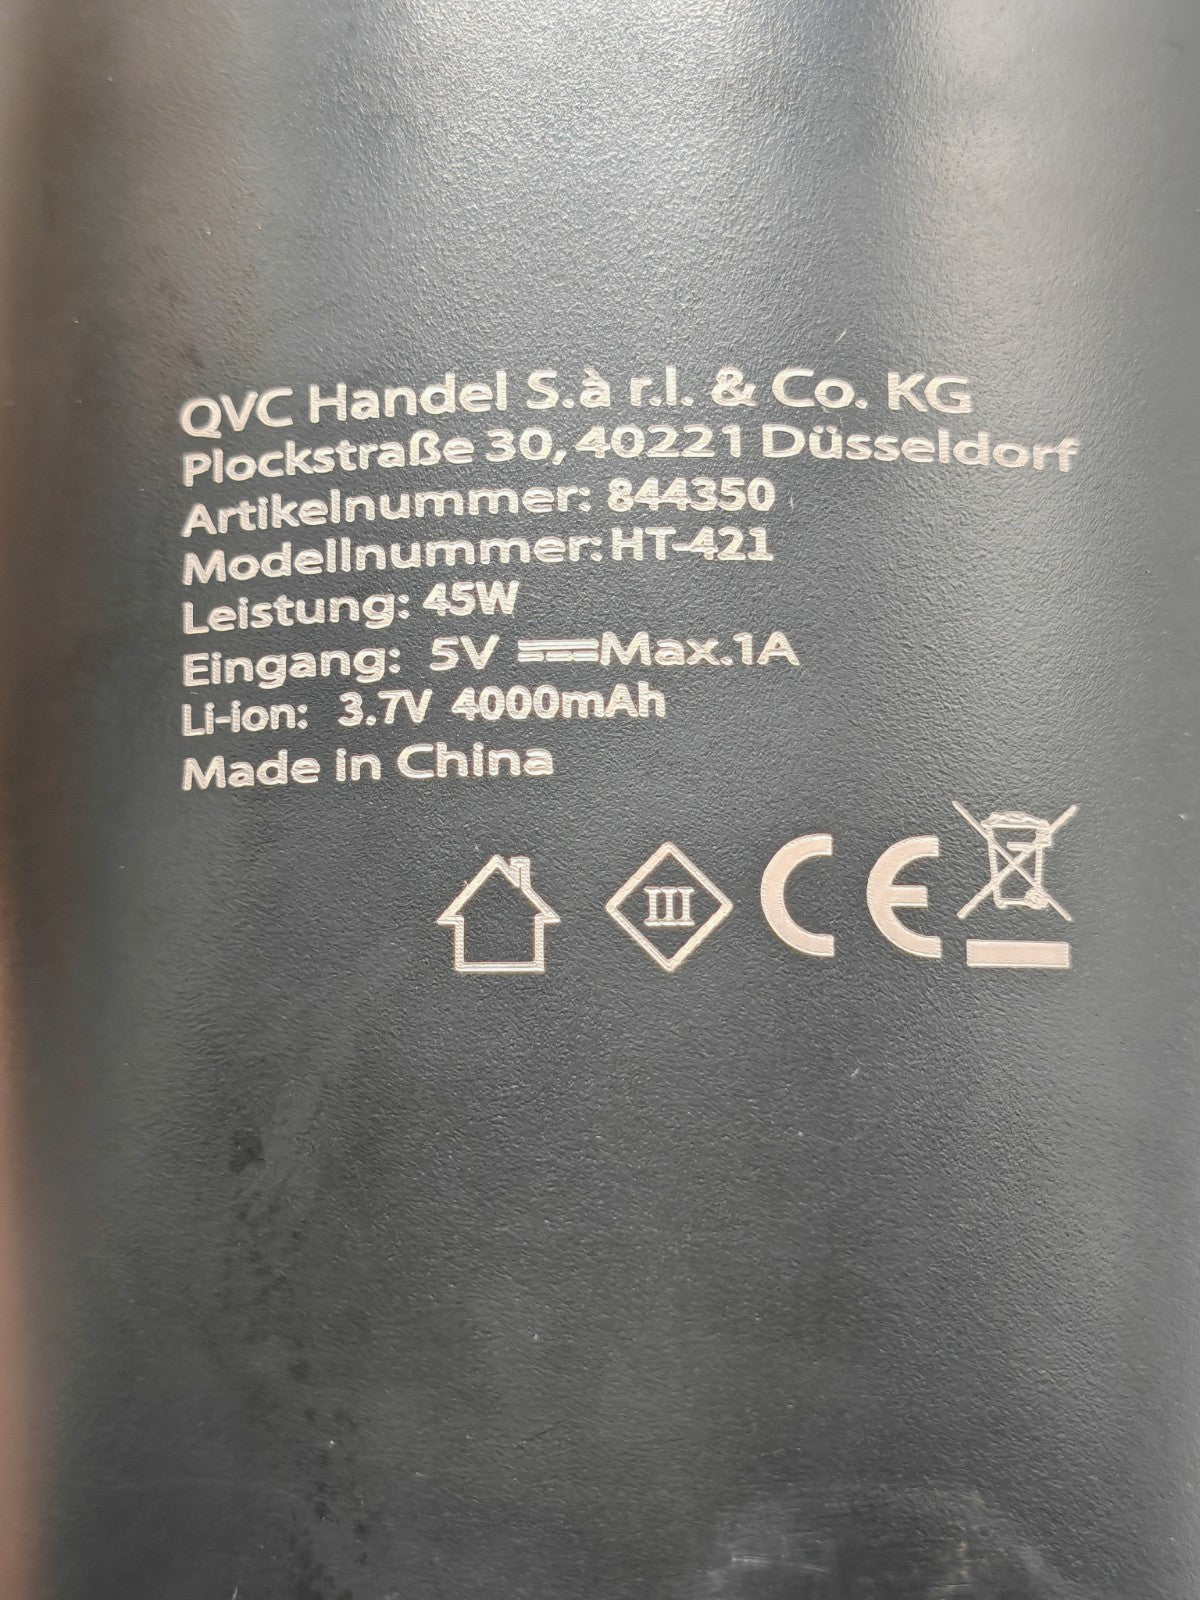 QVC Handel S.à r.l. & Co. KG
Plockstraße 30, 40221 Düsseldorf
Artikelnummer: 844350
Modellnummer: HT-421
Leistung: 45W
Eingang: 5V ⎓Max.1A
Li-ion: 3.7V 4000mAh
Made in China
III CE